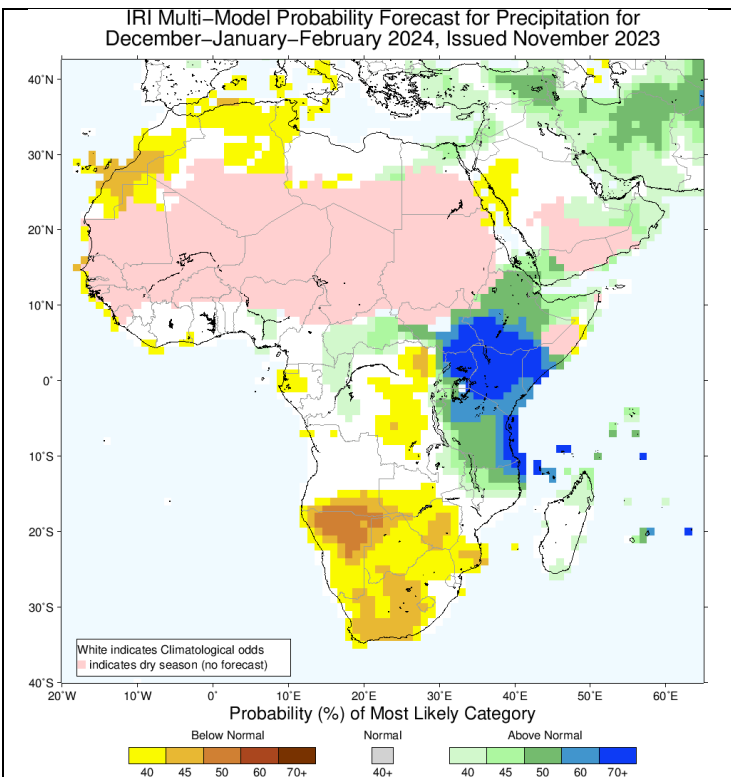 IRI Multi−Model Probability Forecast for Precipitation for
December−January−February 2024, Issued November 2023
40˚N
30˚N
20˚N
10˚N
0˚
10˚S
20˚S
30˚S
40˚S
White indicates Climatological odds
indicates dry season (no forecast)
20˚W 10˚W 0˚ 10˚E 20˚E 30˚E 40˚E 50˚E 60˚E
Probability (%) of Most Likely Category
Below Normal Normal Above Normal
40 45 50 60 70+ 40+ 40 45 50 60 70+